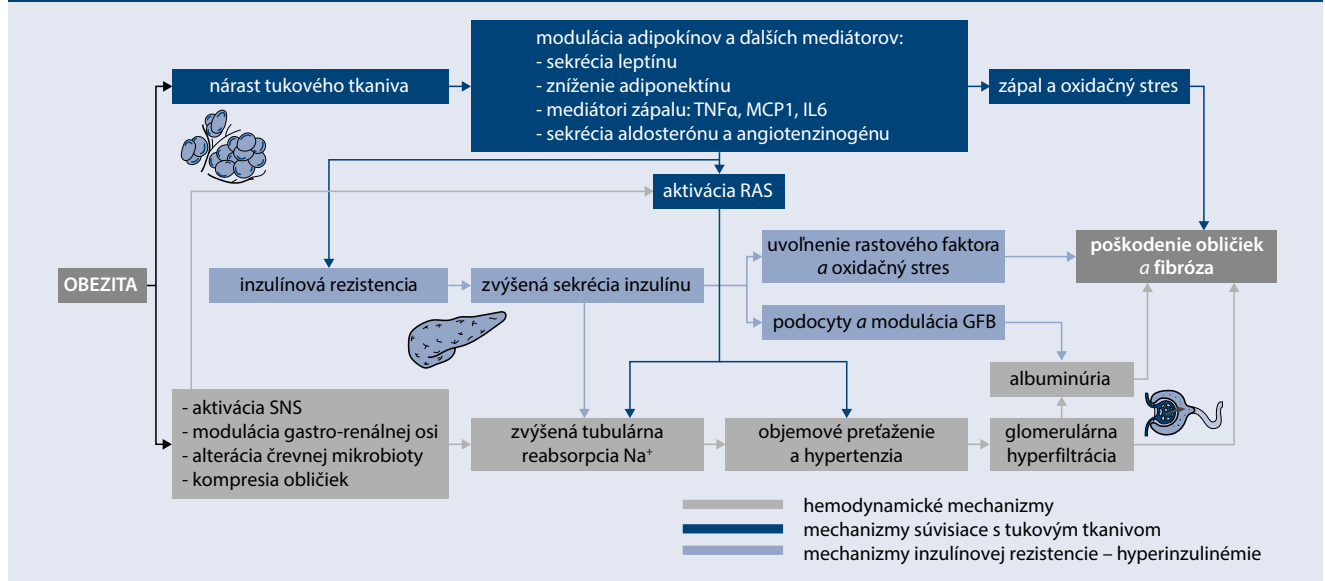 modulácia adipokínov a ďalších mediátorov:
- sekrécia leptínu
- zníženie adiponektínu
- mediátori zápalu: TNFα, MCP1, IL6
- sekrécia aldosterónu a angiotenzinogénu
nárast tukového tkaniva
zápal a oxidačný stres
aktivácia RAS
OBEZITA
inzulínová rezistencia
zvýšená sekrécia inzulínu
uvoľnenie rastového faktora
a oxidačný stres
poškodenie obličiek
a fibróza
podocyty a modulácia GFB
albuminúria
- aktivácia SNS
- modulácia gastro-renálnej osi
- alterácia črevnej mikrobioty
- kompresia obličiek
zvýšená tubulárna
reabsorpcia Na⁺
objemové preťaženie
a hypertenzia
glomerulárna
hyperfiltrácia
hemodynamické mechanizmy
mechanizmy súvisiace s tukovým tkanivom
mechanizmy inzulínovej rezistencie – hyperinzulinémie